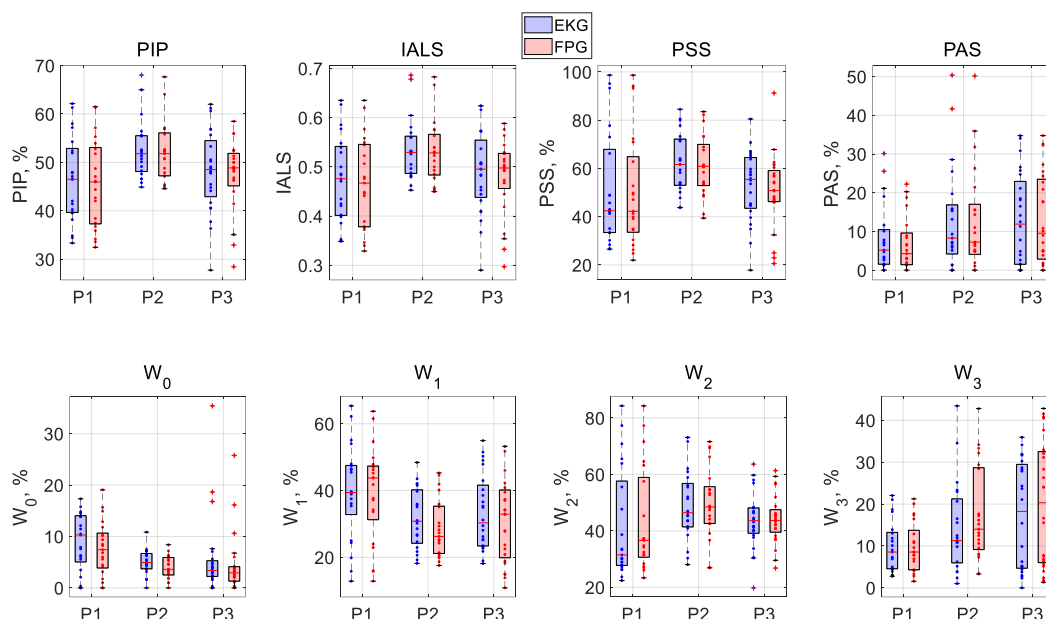 EKG
FPG
PIP
IALS
PSS
PAS
PIP, %
70
60
50
40
30
P1
P2
P3
IALS
0.7
0.6
0.5
0.4
0.3
P1
P2
P3
PSS, %
100
80
60
40
20
P1
P2
P3
PAS, %
50
40
30
20
10
0
P1
P2
P3
W0
W1
W2
W3
W0, %
30
20
10
0
P1
P2
P3
W1, %
60
40
20
P1
P2
P3
W2, %
80
60
40
20
P1
P2
P3
W3, %
40
30
20
10
0
P1
P2
P3